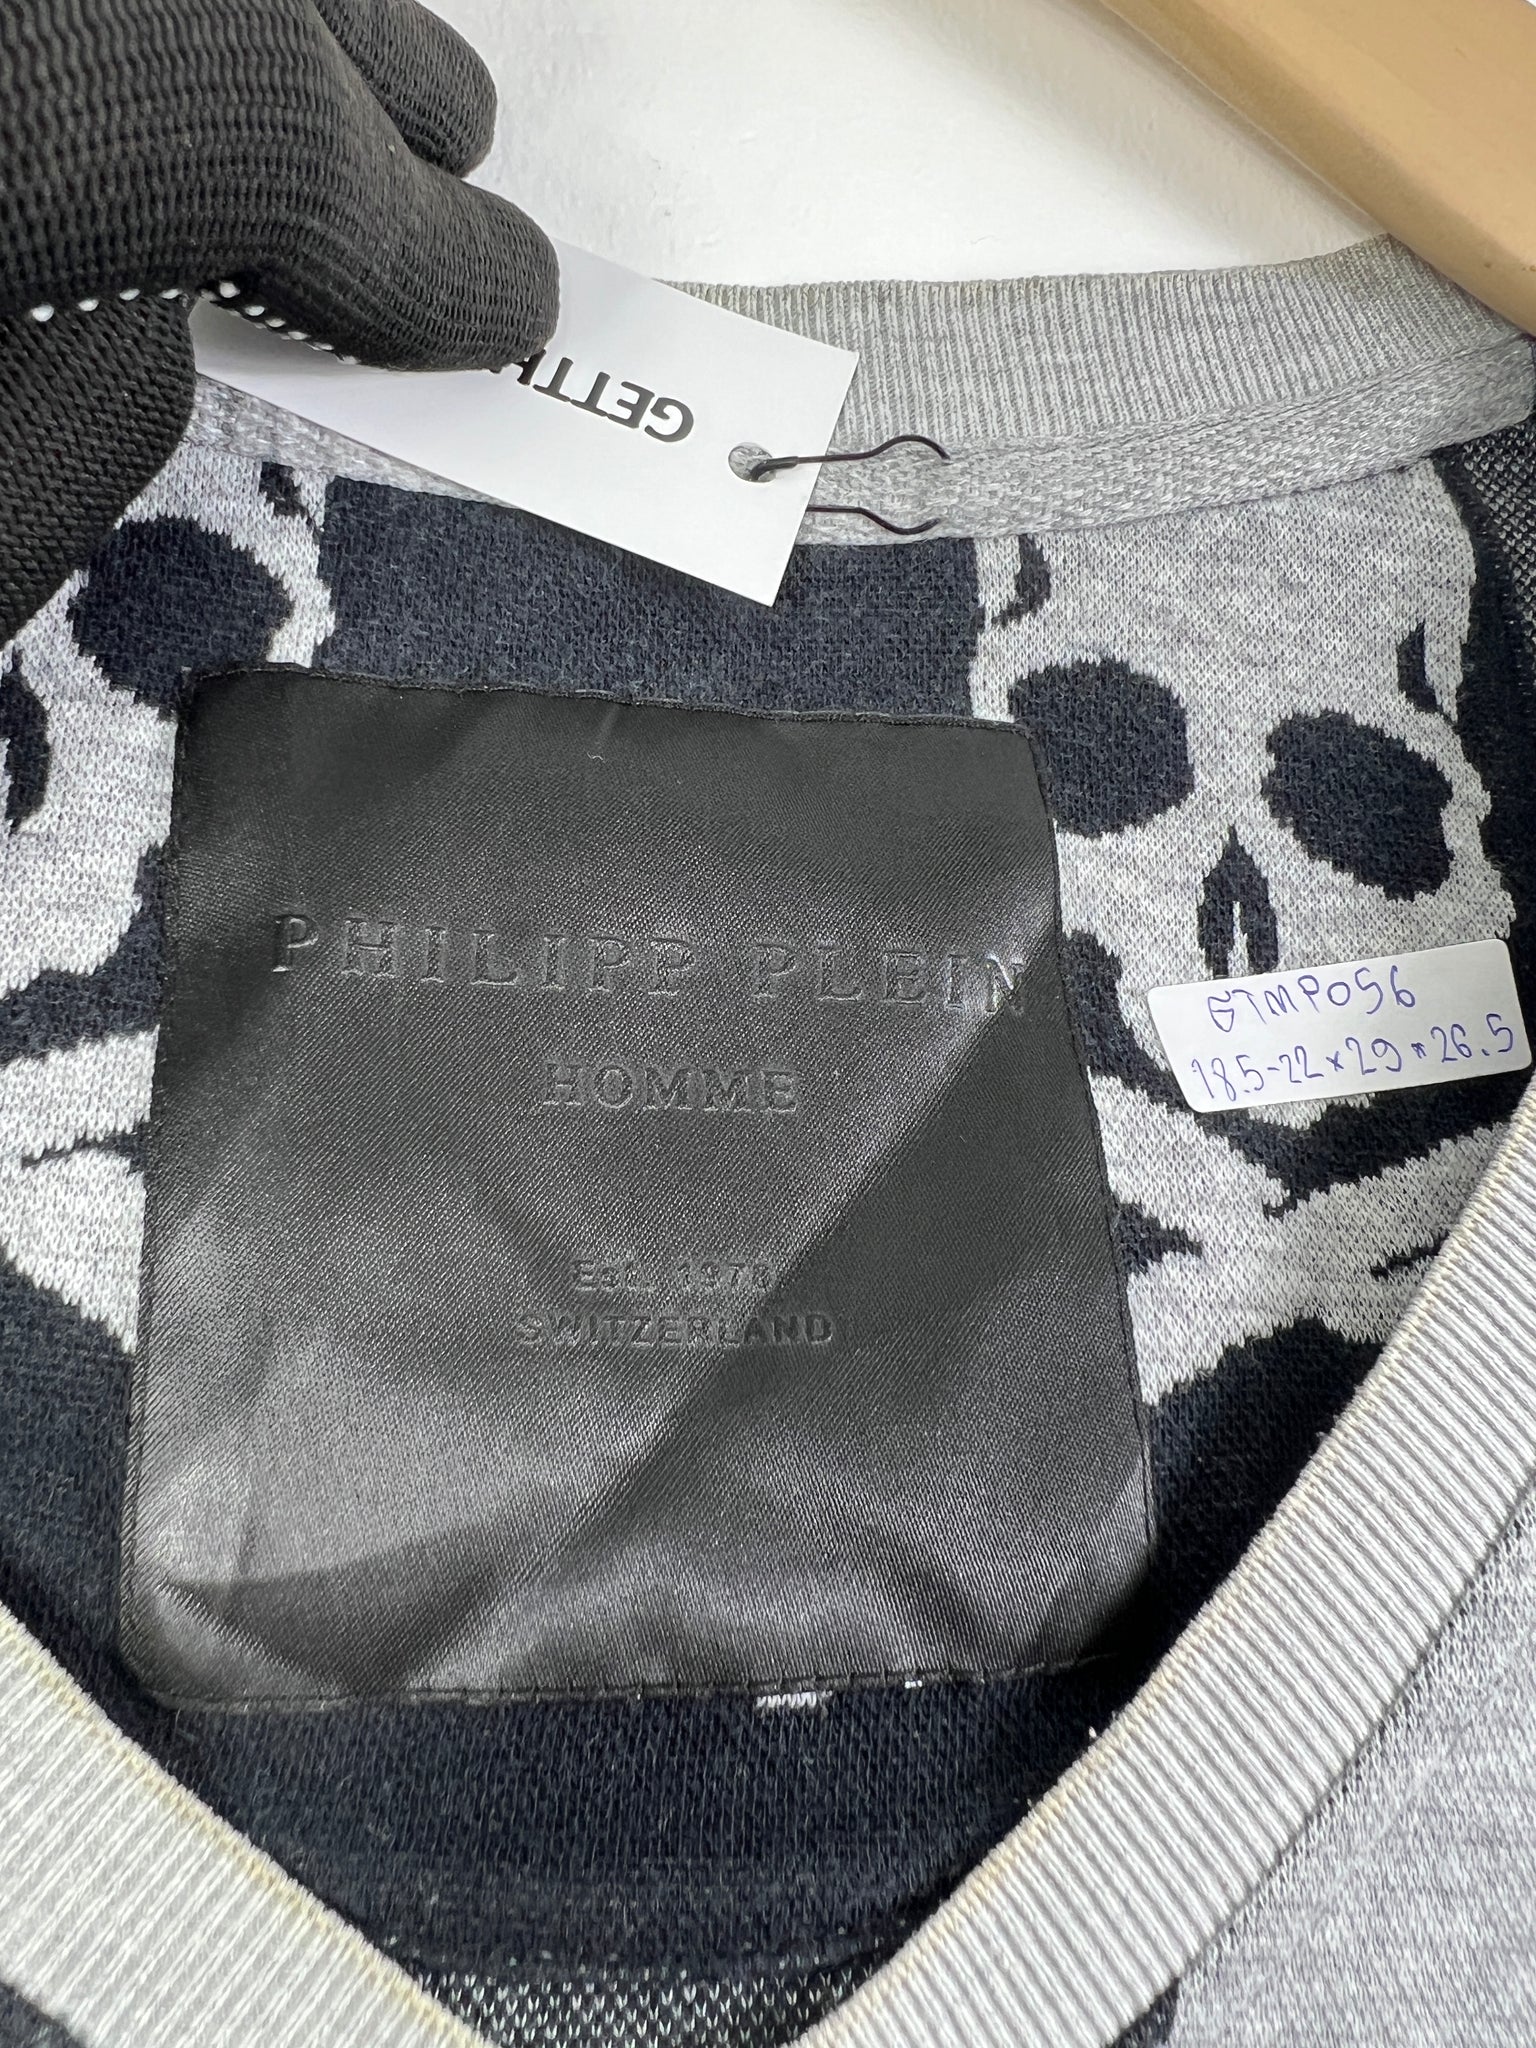 GETTH
PHILIPP PLEIN
HOMME
EST. 1978
SWITZERLAND
GTMP056
18.5-22×29×26.5